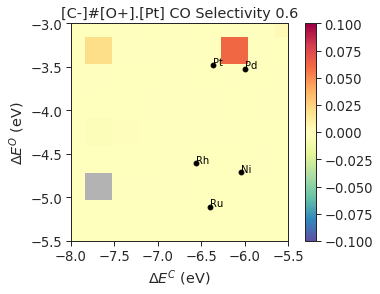 [C-]#[O+].[Pt] CO Selectivity 0.6
−3.0
−3.5
−4.0
−4.5
−5.0
−5.5
ΔE^O (eV)
Pt
Pd
Rh
Ni
Ru
−8.0 −7.5 −7.0 −6.5 −6.0 −5.5
ΔE^C (eV)
0.100
0.075
0.050
0.025
0.000
−0.025
−0.050
−0.075
−0.100